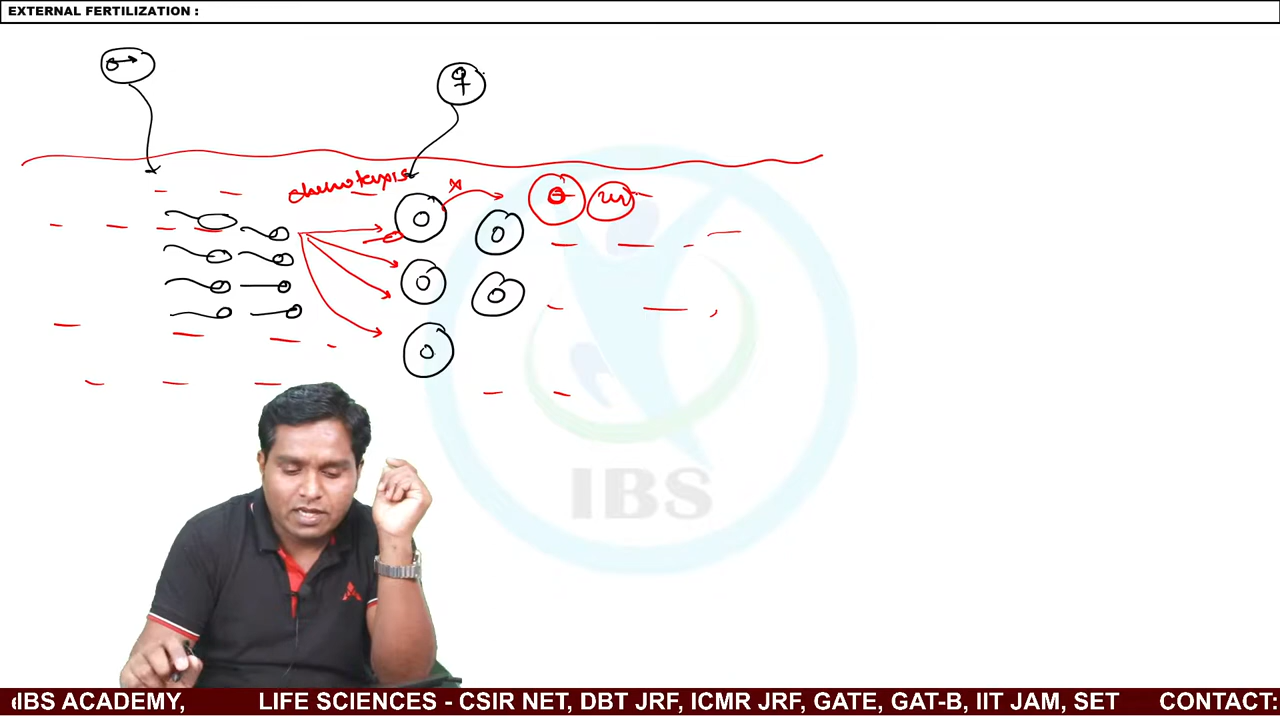 EXTERNAL FERTILIZATION :
chemotaxis
IBS
IBS ACADEMY, LIFE SCIENCES - CSIR NET, DBT JRF, ICMR JRF, GATE, GAT-B, IIT JAM, SET CONTACT: